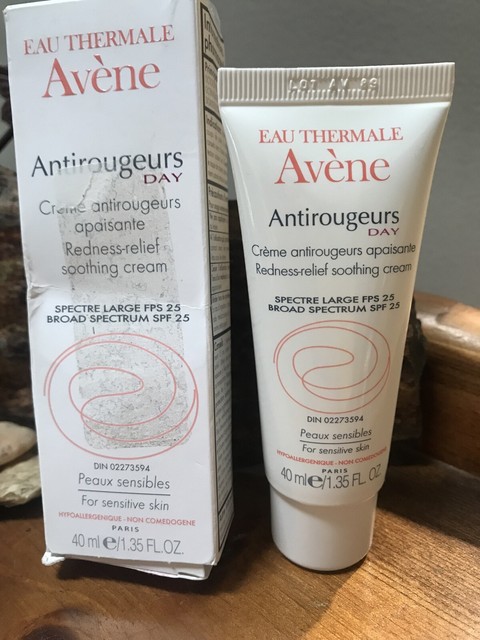 EAU THERMALE
Avène
Antirougeurs
DAY
Crème antirougeurs
apaisante
Redness-relief
soothing cream
SPECTRE LARGE FPS 25
BROAD SPECTRUM SPF 25
DIN 02273594
Peaux sensibles
For sensitive skin
HYPOALLERGENIQUE - NON COMEDOGENE
PARIS
40 ml e/1.35 FL.OZ.
LOT AV 63
EAU THERMALE
Avène
Antirougeurs
DAY
Crème antirougeurs apaisante
Redness-relief soothing cream
SPECTRE LARGE FPS 25
BROAD SPECTRUM SPF 25
DIN 02273594
Peaux sensibles
For sensitive skin
HYPOALLERGENIQUE - NON COMEDOGENE
PARIS
40 ml e/1.35 FL. OZ.